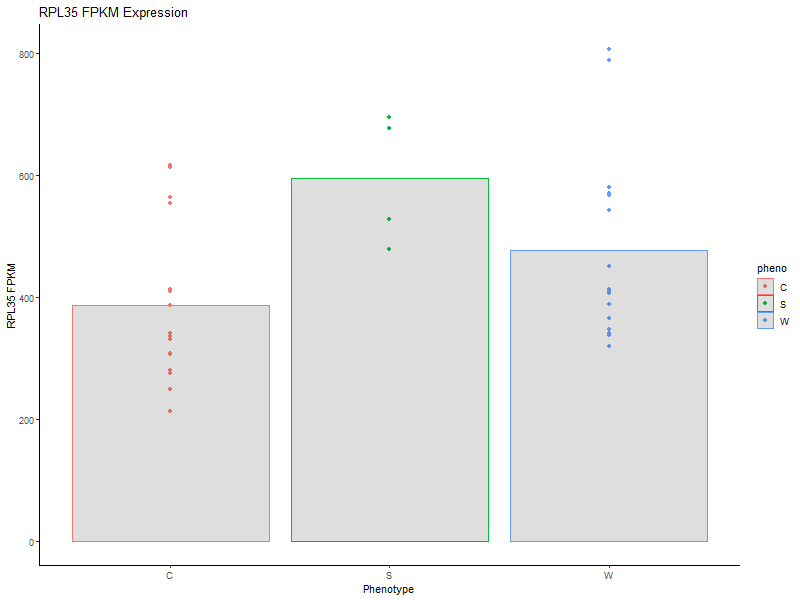 RPL35 FPKM Expression
800
600
400
200
0
RPL35 FPKM
C
S
W
Phenotype
pheno
C
S
W